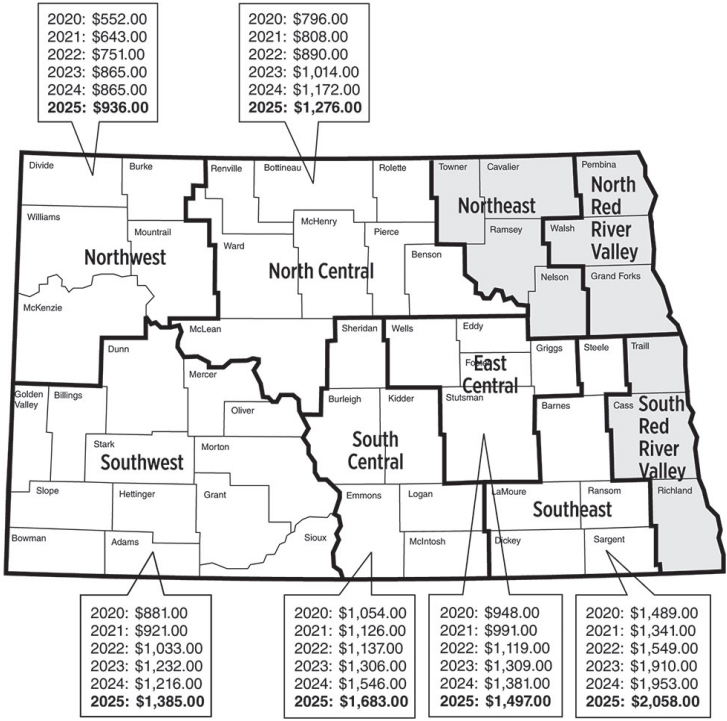 2020: $552.00
2021: $643.00
2022: $751.00
2023: $865.00
2024: $865.00
2025: $936.00
2020: $796.00
2021: $808.00
2022: $890.00
2023: $1,014.00
2024: $1,172.00
2025: $1,276.00
Divide
Burke
Renville
Bottineau
Rolette
Towner
Cavalier
Pembina
North
Red
River
Valley
Northeast
Williams
Mountrail
Ward
McHenry
Pierce
Ramsey
Walsh
Benson
Northwest
North Central
Nelson
Grand Forks
McKenzie
McLean
Sheridan
Wells
Eddy
Foster
East
Central
Griggs
Steele
Traill
Dunn
Mercer
Golden
Valley
Billings
Oliver
Burleigh
Kidder
Stutsman
Barnes
Cass
South
Red
River
Valley
Stark
Morton
Southwest
South
Central
Slope
Hettinger
Grant
Emmons
Logan
LaMoure
Ransom
Richland
Southeast
Bowman
Adams
Sioux
McIntosh
Dickey
Sargent
2020: $881.00
2021: $921.00
2022: $1,033.00
2023: $1,232.00
2024: $1,216.00
2025: $1,385.00
2020: $1,054.00
2021: $1,126.00
2022: $1,137.00
2023: $1,306.00
2024: $1,546.00
2025: $1,683.00
2020: $948.00
2021: $991.00
2022: $1,119.00
2023: $1,309.00
2024: $1,381.00
2025: $1,497.00
2020: $1,489.00
2021: $1,341.00
2022: $1,549.00
2023: $1,910.00
2024: $1,953.00
2025: $2,058.00